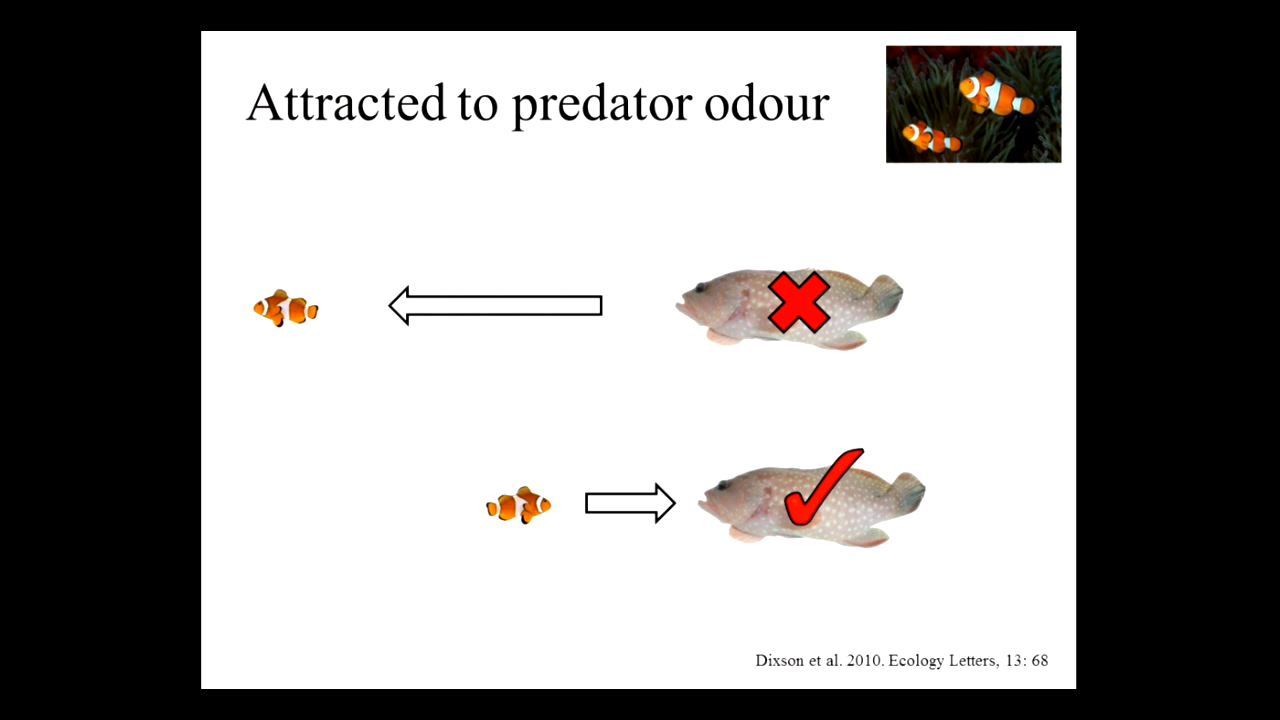 Attracted to predator odour
Dixson et al. 2010. Ecology Letters, 13: 68